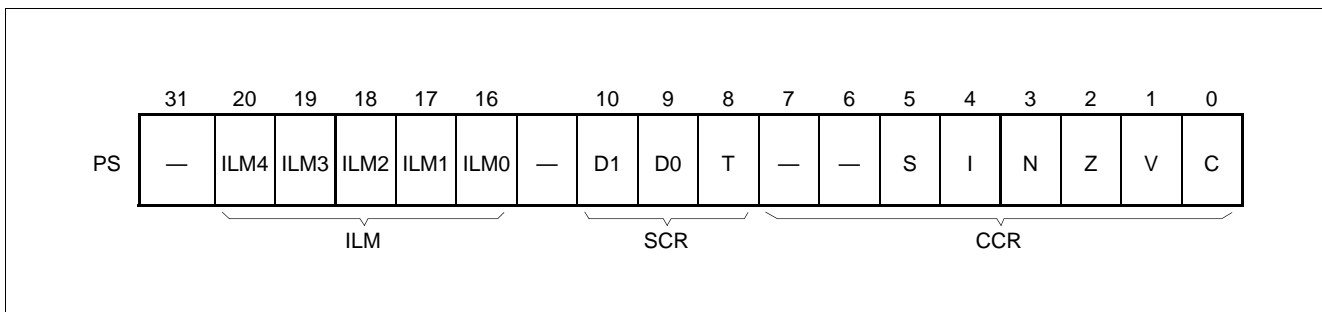 31 20 19 18 17 16 10 9 8 7 6 5 4 3 2 1 0
PS — ILM4 ILM3 ILM2 ILM1 ILM0 — D1 D0 T — — S I N Z V C
ILM SCR CCR